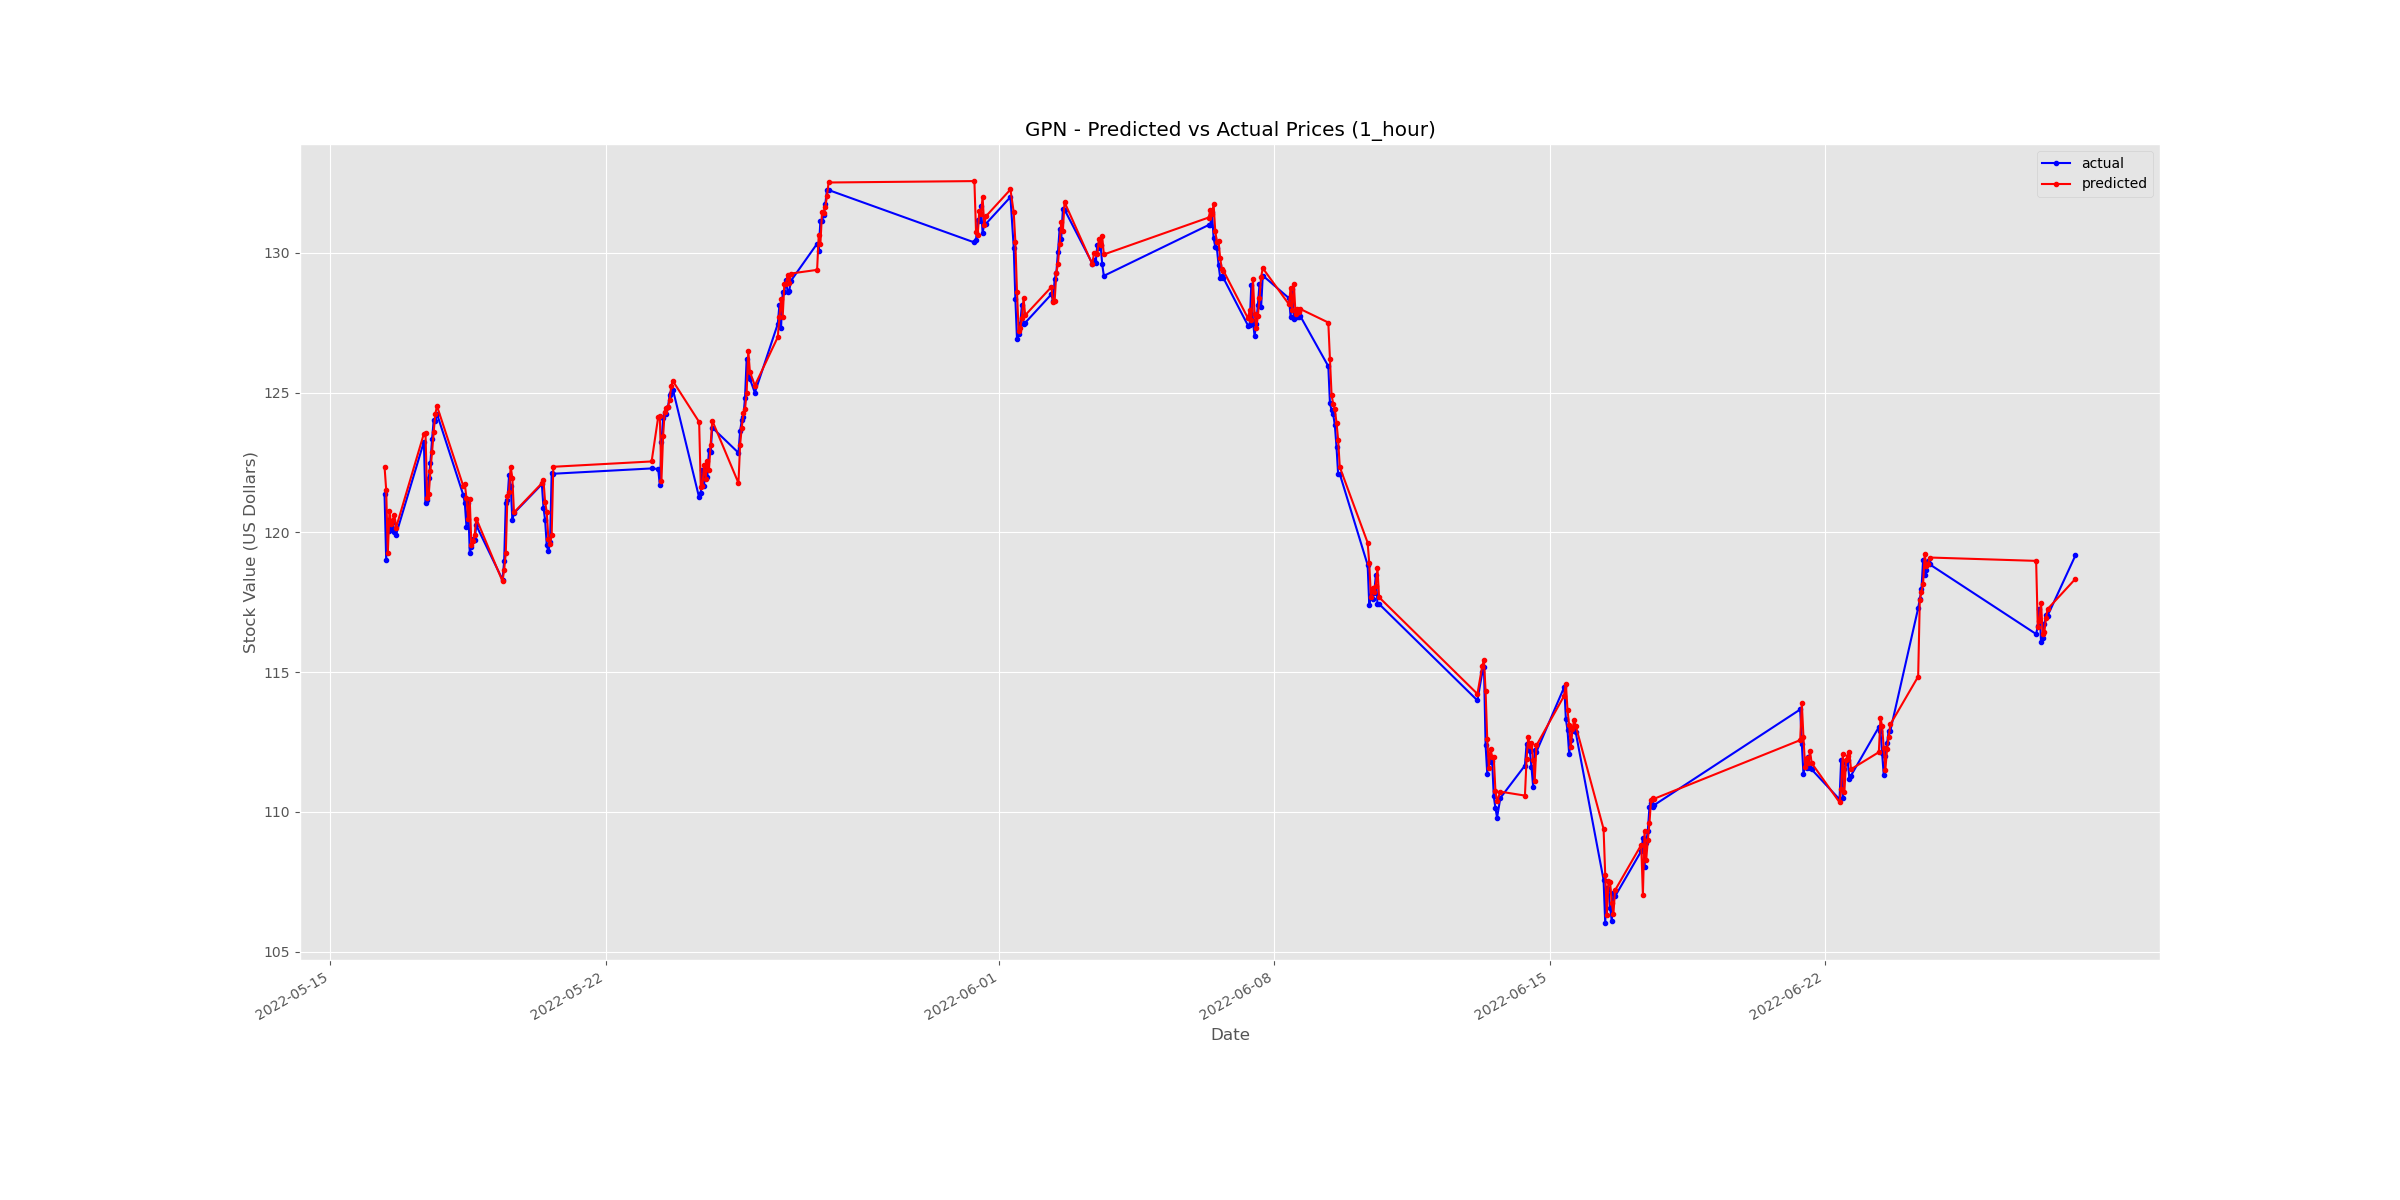 GPN - Predicted vs Actual Prices (1_hour)
actual
predicted
130
125
120
115
110
105
Stock Value (US Dollars)
2022-05-15
2022-05-22
2022-06-01
2022-06-08
2022-06-15
2022-06-22
Date